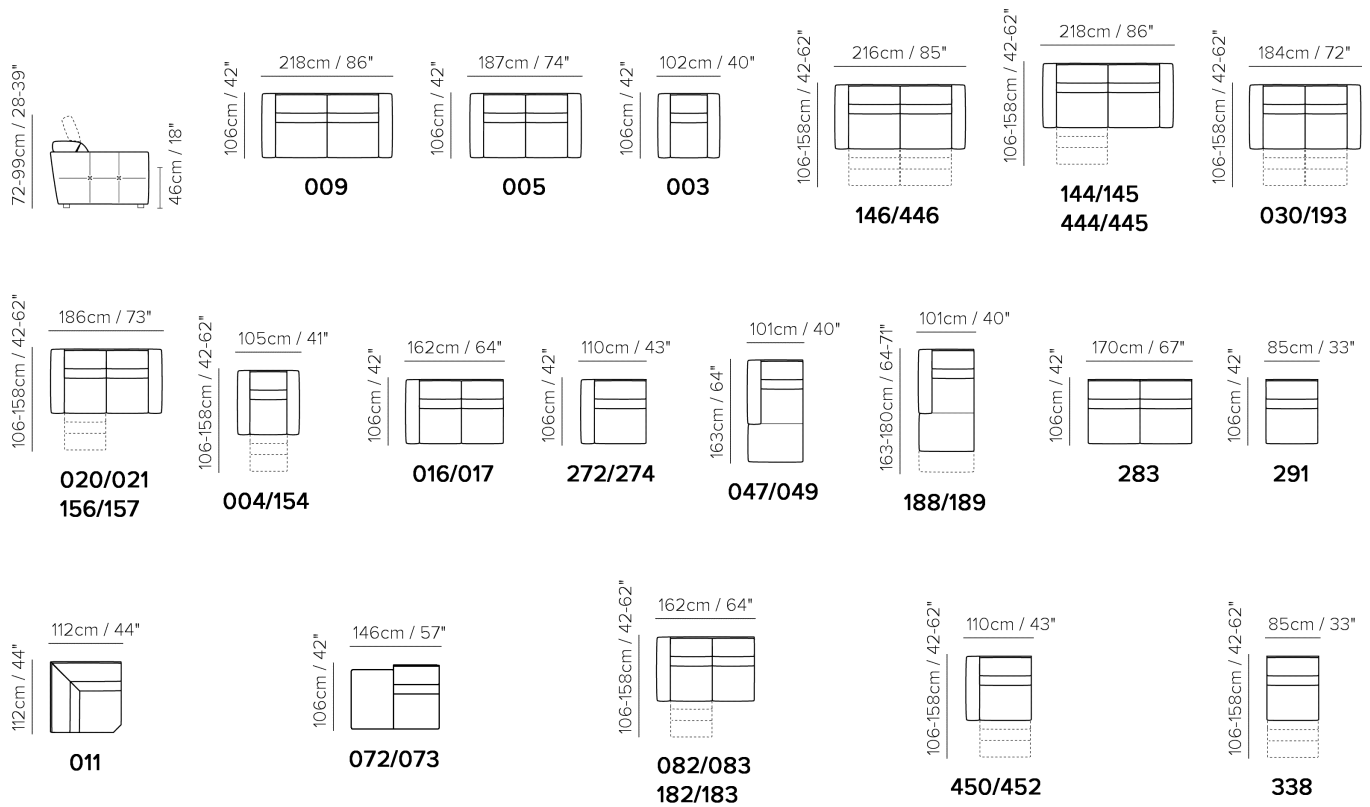 72-99cm / 28-39"
46cm / 18"
218cm / 86"
106cm / 42"
009
187cm / 74"
106cm / 42"
005
102cm / 40"
106cm / 42"
003
216cm / 85"
106-158cm / 42-62"
146/446
218cm / 86"
106-158cm / 42-62"
144/145
444/445
184cm / 72"
106-158cm / 42-62"
030/193
186cm / 73"
106-158cm / 42-62"
020/021
156/157
105cm / 41"
106-158cm / 42-62"
004/154
162cm / 64"
106cm / 42"
016/017
110cm / 43"
106cm / 42"
272/274
101cm / 40"
163cm / 64"
047/049
101cm / 40"
163-180cm / 64-71"
188/189
170cm / 67"
106cm / 42"
283
85cm / 33"
106cm / 42"
291
112cm / 44"
112cm / 44"
011
146cm / 57"
106cm / 42"
072/073
162cm / 64"
106-158cm / 42-62"
082/083
182/183
110cm / 43"
106-158cm / 42-62"
450/452
85cm / 33"
106-158cm / 42-62"
338